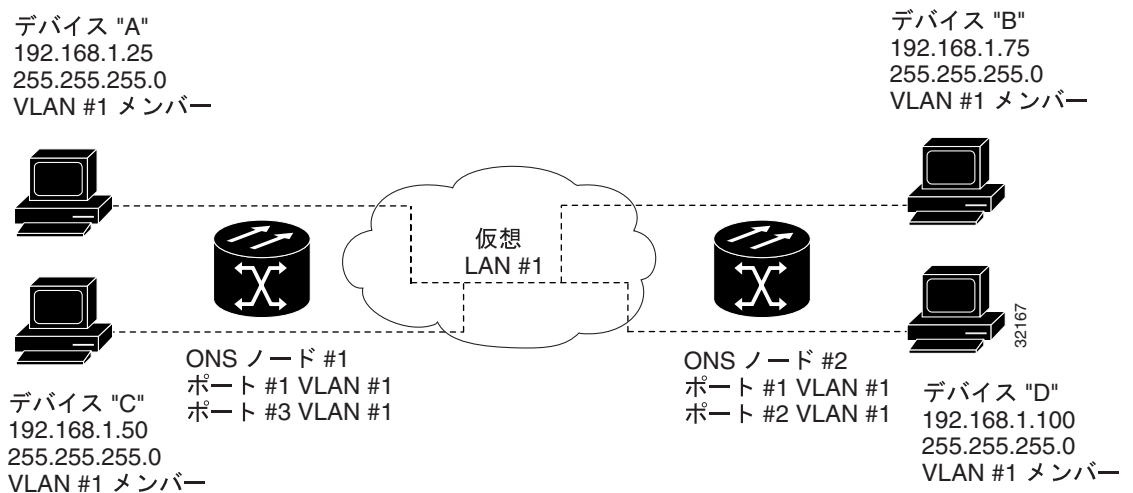 デバイス "A"
192.168.1.25
255.255.255.0
VLAN #1 メンバー
デバイス "B"
192.168.1.75
255.255.255.0
VLAN #1 メンバー
仮想
LAN #1
32167
ONS ノード #1
ポート #1 VLAN #1
ポート #3 VLAN #1
ONS ノード #2
ポート #1 VLAN #1
ポート #2 VLAN #1
デバイス "C"
192.168.1.50
255.255.255.0
VLAN #1 メンバー
デバイス "D"
192.168.1.100
255.255.255.0
VLAN #1 メンバー